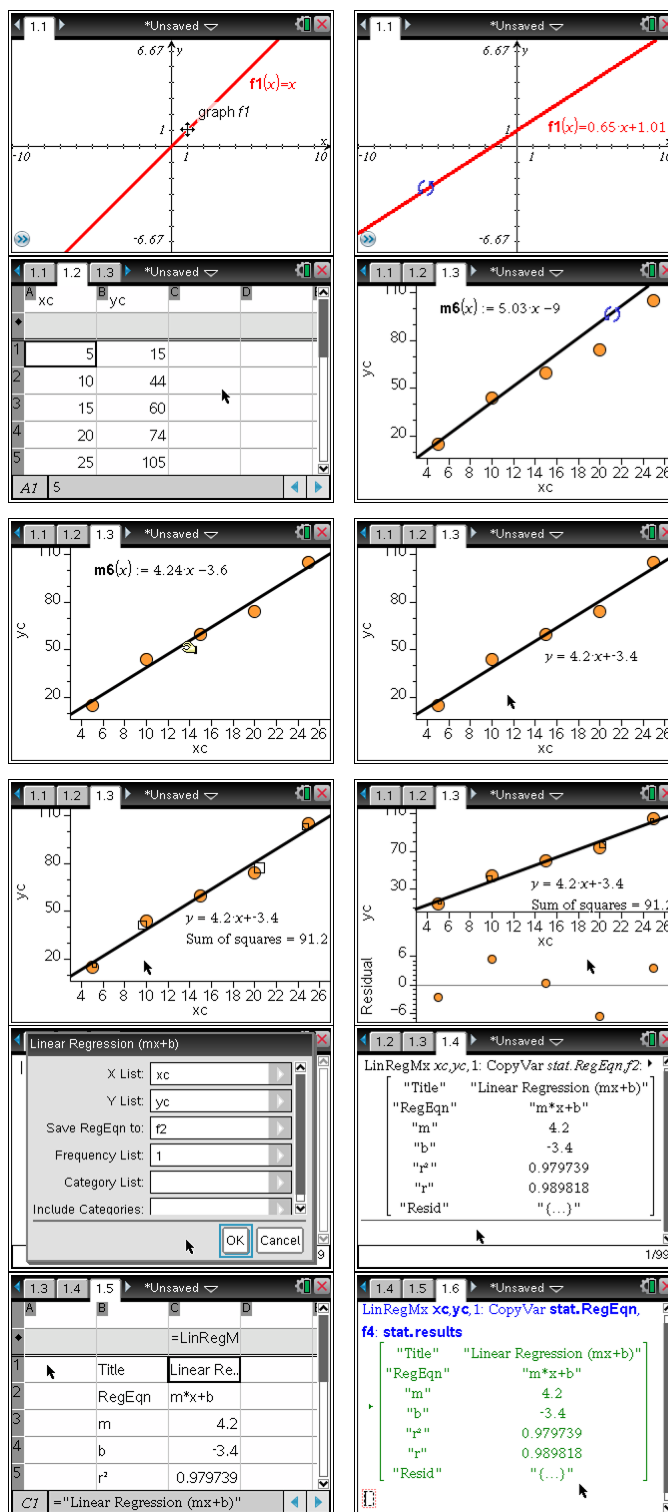 1.1 *Unsaved
6.67 y
f1(x)=x
graph f1
1
x
-10 1 10
-6.67
1.1 *Unsaved
6.67 y
1
x
f1(x)=0.65·x+1.01
-10 1 10
-6.67
1.1 1.2 1.3 *Unsaved
A xc B yc C D
1 5 15
2 10 44
3 15 60
4 20 74
5 25 105
A1 5
1.1 1.2 1.3 *Unsaved
110
m6(x) := 5.03·x −9
80
yc
50
20
4 6 8 10 12 14 16 18 20 22 24 26
xc
1.1 1.2 1.3 *Unsaved
110
m6(x) := 4.24·x −3.6
80
yc
50
20
4 6 8 10 12 14 16 18 20 22 24 26
xc
1.1 1.2 1.3 *Unsaved
110
80
yc
50
y = 4.2·x+-3.4
20
4 6 8 10 12 14 16 18 20 22 24 26
xc
1.1 1.2 1.3 *Unsaved
110
80
yc
50
y = 4.2·x+-3.4
Sum of squares = 91.2
20
4 6 8 10 12 14 16 18 20 22 24 26
xc
1.1 1.2 1.3 *Unsaved
110
70
yc
y = 4.2·x+-3.4
30
Sum of squares = 91.2
4 6 8 10 12 14 16 18 20 22 24 26
xc
Residual
6
0
-6
Linear Regression (mx+b)
X List: xc
Y List: yc
Save RegEqn to: f2
Frequency List: 1
Category List:
Include Categories:
OK Cancel
9
1.2 1.3 1.4 *Unsaved
LinRegMx xc,yc,1: CopyVar stat.RegEqn,f2:
"Title" "Linear Regression (mx+b)"
"RegEqn" "m*x+b"
"m" 4.2
"b" -3.4
"r²" 0.979739
"r" 0.989818
"Resid" "{...}"
1/99
1.3 1.4 1.5 *Unsaved
A B C D
=LinRegM
1 Title Linear Re..
2 RegEqn m*x+b
3 m 4.2
4 b -3.4
5 r² 0.979739
C1 ="Linear Regression (mx+b)"
1.4 1.5 1.6 *Unsaved
LinRegMx xc,yc,1: CopyVar stat.RegEqn,
f4: stat.results
"Title" "Linear Regression (mx+b)"
"RegEqn" "m*x+b"
"m" 4.2
"b" -3.4
"r²" 0.979739
"r" 0.989818
"Resid" "{...}"